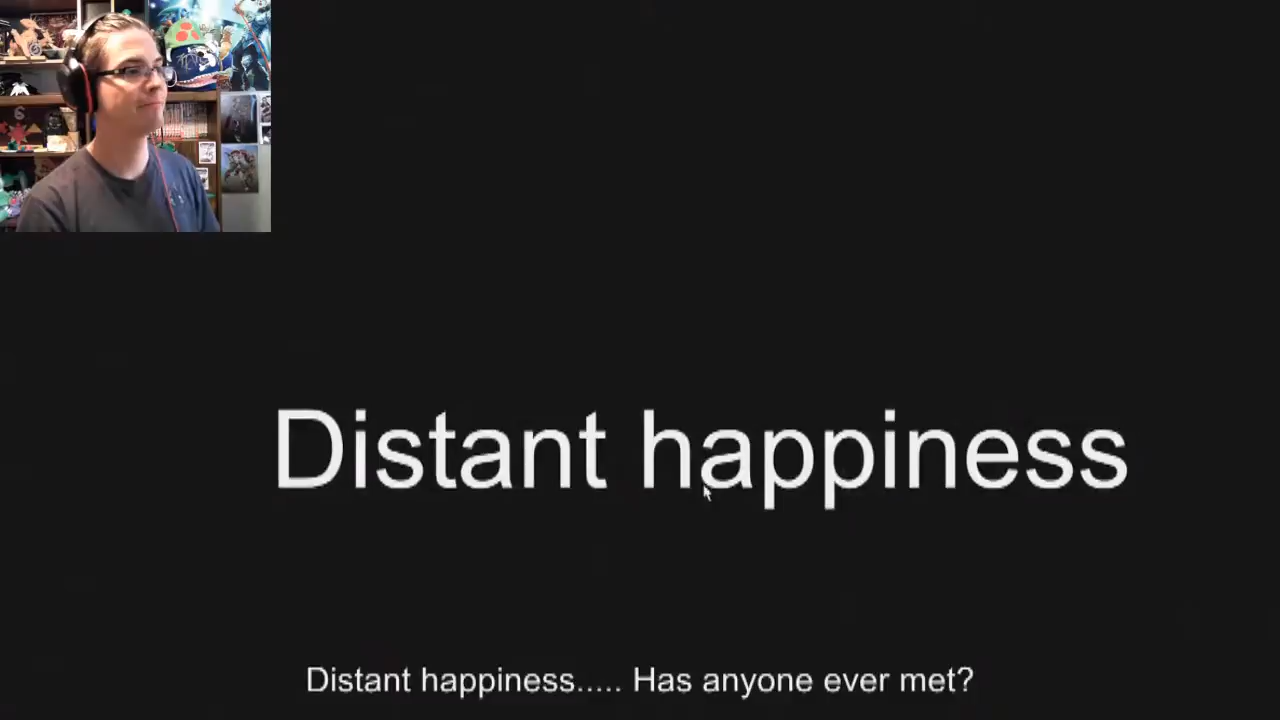 Distant happiness
Distant happiness..... Has anyone ever met?